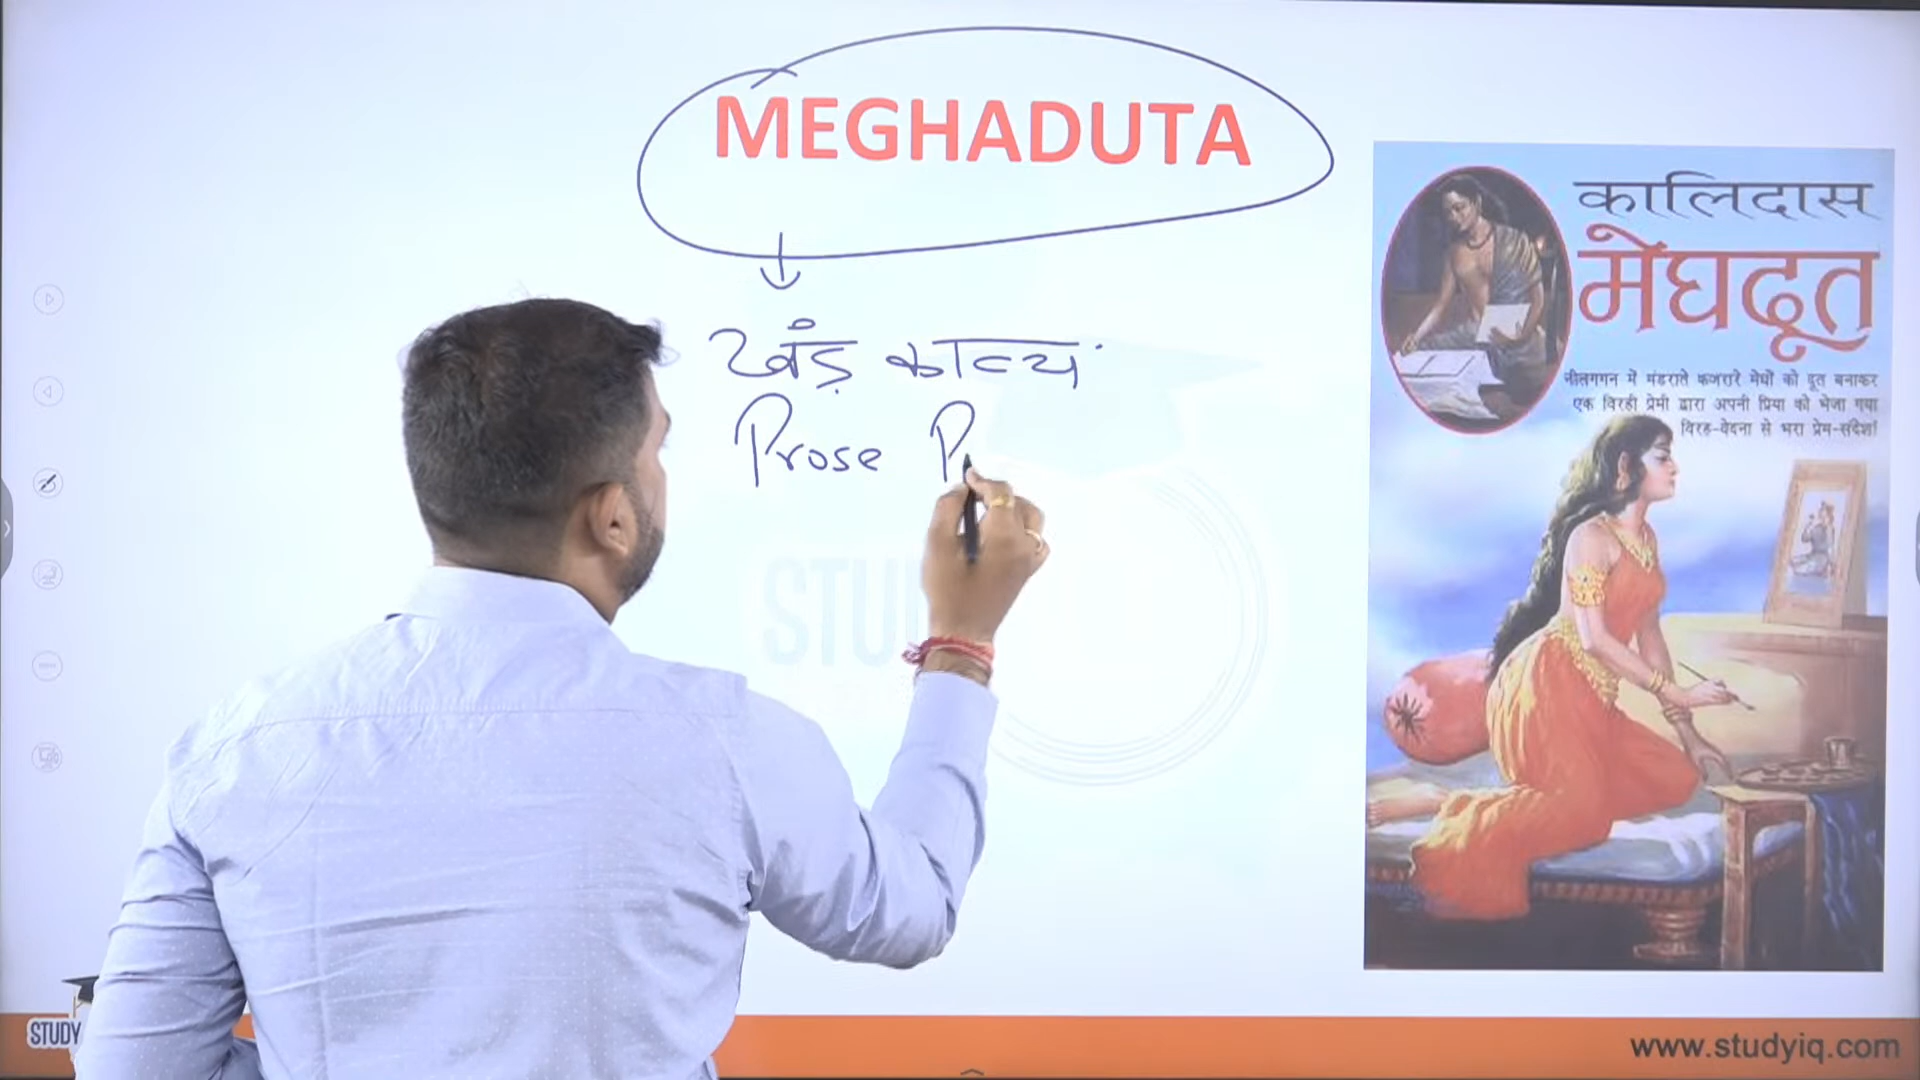 MEGHADUTA
खंड काव्य
Prose P
कालिदास
मेघदूत
नीलगगन में मंडराते कजरारे मेघों को दूत बनाकर
एक विरही प्रेमी द्वारा अपनी प्रिया को भेजा गया
विरह-वेदना से भरा प्रेम-संदेश!
STU
STUDY
www.studyiq.com